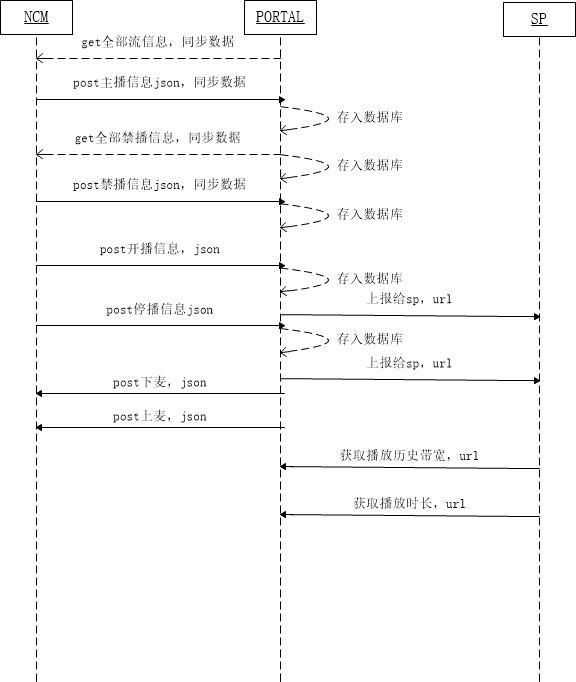 NCM
PORTAL
SP
get全部流信息，同步数据
post主播信息json，同步数据
存入数据库
get全部禁播信息，同步数据
存入数据库
post禁播信息json，同步数据
存入数据库
post开播信息，json
存入数据库
上报给sp，url
post停播信息json
存入数据库
上报给sp，url
post下麦，json
post上麦，json
获取播放历史带宽，url
获取播放时长，url